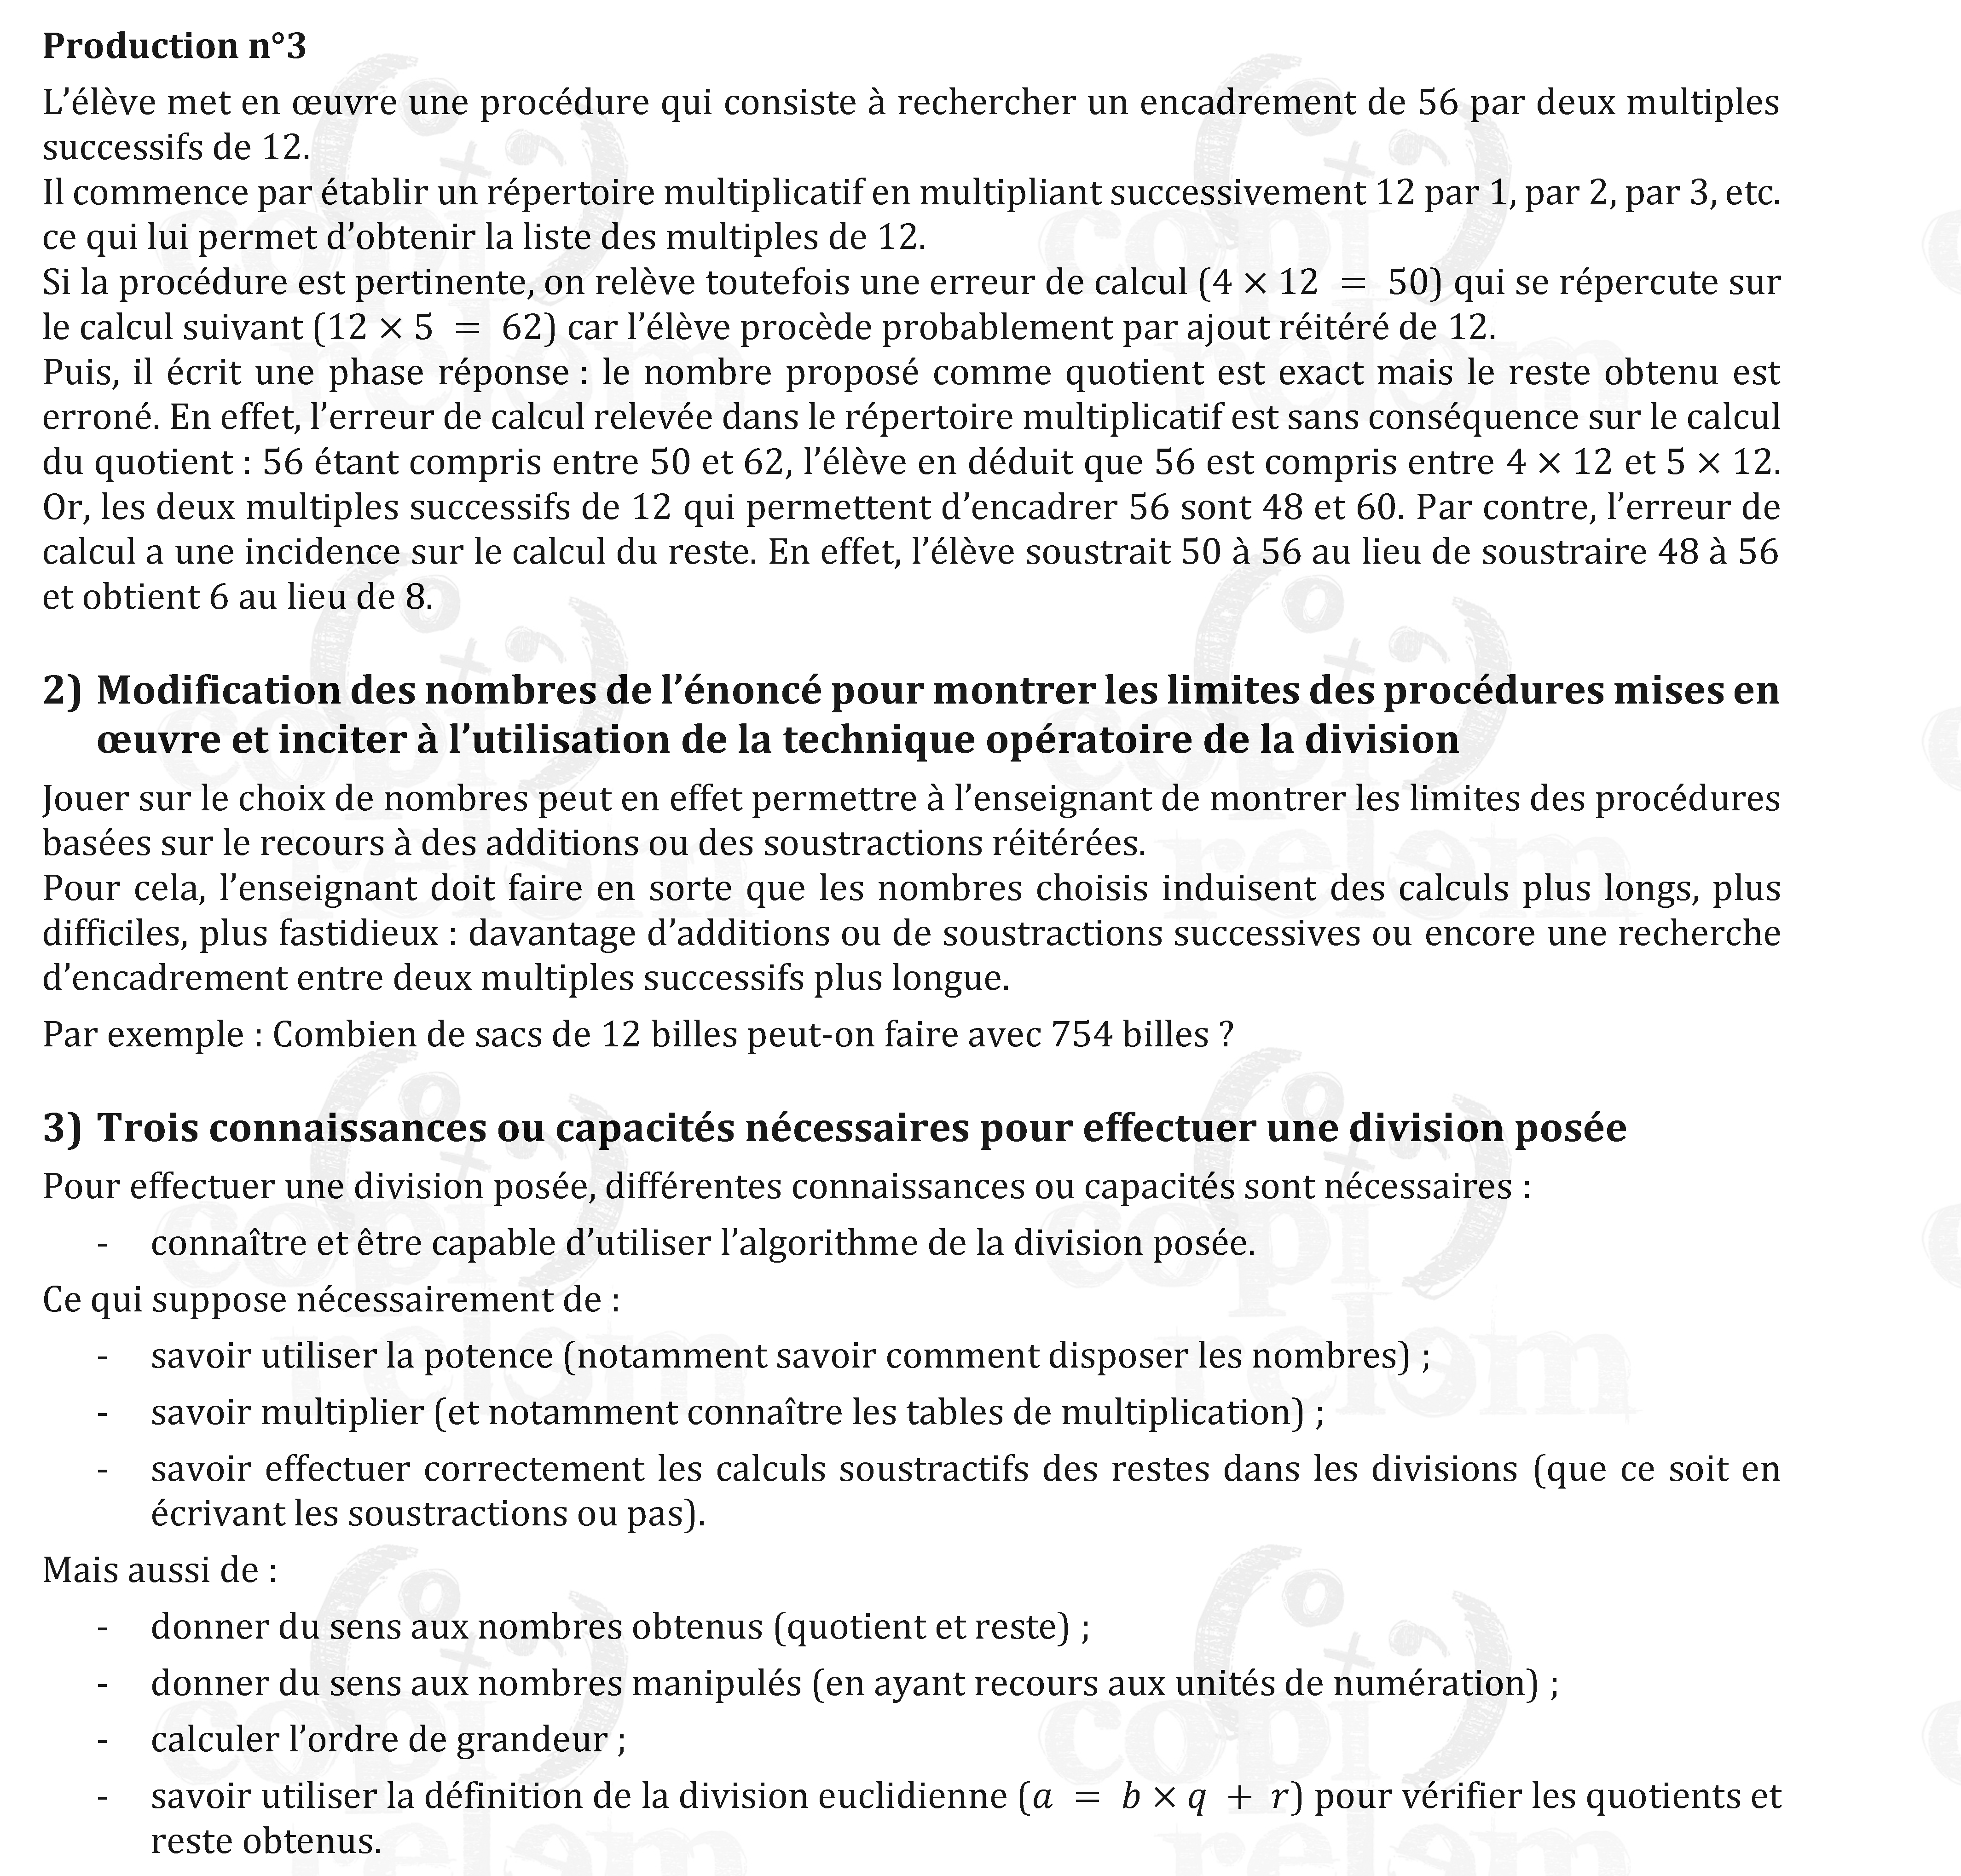 Production n°3
L'élève met en œuvre une procédure qui consiste à rechercher un encadrement de 56 par deux multiples
successifs de 12.
Il commence par établir un répertoire multiplicatif en multipliant successivement 12 par 1, par 2, par 3, etc.
ce qui lui permet d'obtenir la liste des multiples de 12.
Si la procédure est pertinente, on relève toutefois une erreur de calcul (4 × 12 = 50) qui se répercute sur
le calcul suivant (12 × 5 = 62) car l'élève procède probablement par ajout réitéré de 12.
Puis, il écrit une phase réponse : le nombre proposé comme quotient est exact mais le reste obtenu est
erroné. En effet, l'erreur de calcul relevée dans le répertoire multiplicatif est sans conséquence sur le calcul
du quotient : 56 étant compris entre 50 et 62, l'élève en déduit que 56 est compris entre 4 × 12 et 5 × 12.
Or, les deux multiples successifs de 12 qui permettent d'encadrer 56 sont 48 et 60. Par contre, l'erreur de
calcul a une incidence sur le calcul du reste. En effet, l'élève soustrait 50 à 56 au lieu de soustraire 48 à 56
et obtient 6 au lieu de 8.
2) Modification des nombres de l'énoncé pour montrer les limites des procédures mises en
œuvre et inciter à l'utilisation de la technique opératoire de la division
Jouer sur le choix de nombres peut en effet permettre à l'enseignant de montrer les limites des procédures
basées sur le recours à des additions ou des soustractions réitérées.
Pour cela, l'enseignant doit faire en sorte que les nombres choisis induisent des calculs plus longs, plus
difficiles, plus fastidieux : davantage d'additions ou de soustractions successives ou encore une recherche
d'encadrement entre deux multiples successifs plus longue.
Par exemple : Combien de sacs de 12 billes peut-on faire avec 754 billes ?
3) Trois connaissances ou capacités nécessaires pour effectuer une division posée
Pour effectuer une division posée, différentes connaissances ou capacités sont nécessaires :
- connaître et être capable d'utiliser l'algorithme de la division posée.
Ce qui suppose nécessairement de :
- savoir utiliser la potence (notamment savoir comment disposer les nombres) ;
- savoir multiplier (et notamment connaître les tables de multiplication) ;
- savoir effectuer correctement les calculs soustractifs des restes dans les divisions (que ce soit en
écrivant les soustractions ou pas).
Mais aussi de :
- donner du sens aux nombres obtenus (quotient et reste) ;
- donner du sens aux nombres manipulés (en ayant recours aux unités de numération) ;
- calculer l'ordre de grandeur ;
- savoir utiliser la définition de la division euclidienne (a = b × q + r) pour vérifier les quotients et
reste obtenus.